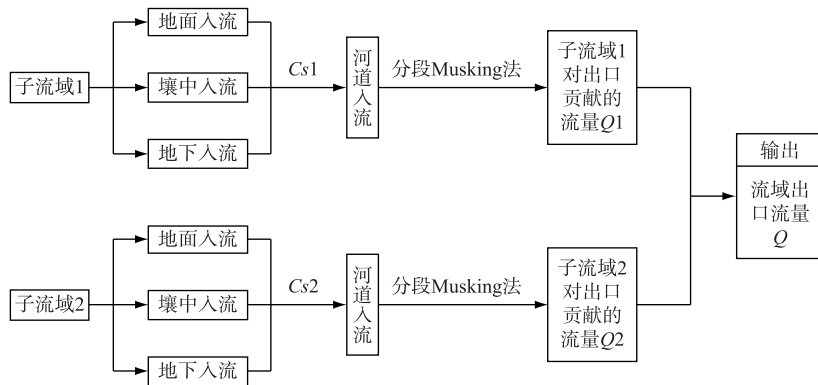 地面入流
子流域1
壤中入流
地下入流
Cs1
河
道
入
流
分段Musking法
子流域1
对出口
贡献的
流量Q1
输出
流域出
口流量
Q
地面入流
子流域2
壤中入流
地下入流
Cs2
河
道
入
流
分段Musking法
子流域2
对出口
贡献的
流量Q2